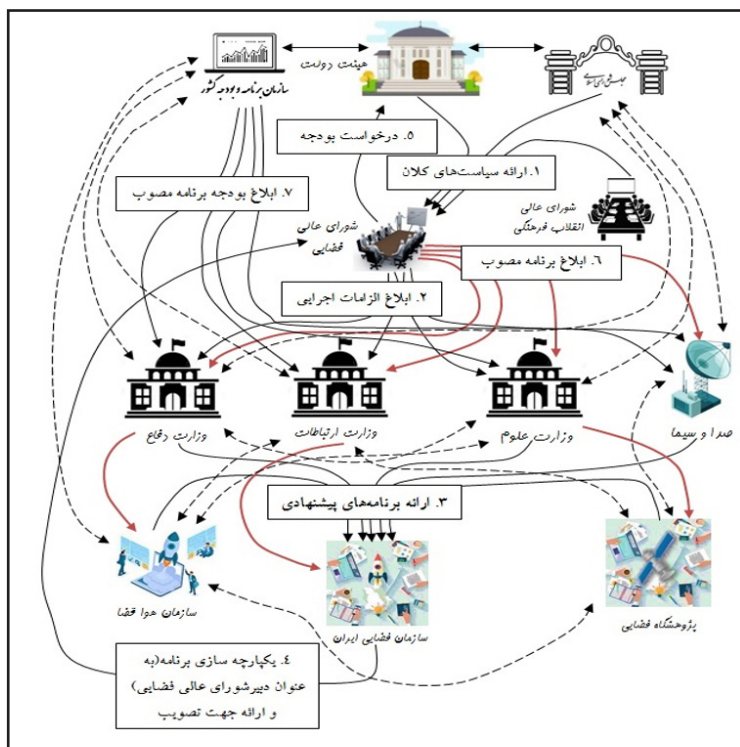 هیئت دولت
سازمان برنامه و بودجه کشور
مجلس شورای اسلامی
۵. درخواست بودجه
۱. ارائه سیاست‌های کلان
۷. ابلاغ بودجه برنامه مصوب
شورای عالی
انقلاب فرهنگی
شورای عالی
فضایی
۶. ابلاغ برنامه مصوب
۲. ابلاغ الزامات اجرایی
صدا و سیما
وزارت علوم
وزارت ارتباطات
وزارت دفاع
۳. ارائه برنامه‌های پیشنهادی
سازمان هوا فضا
سازمان فضایی ایران
پژوهشگاه فضایی
۴. یکپارچه سازی برنامه(به
عنوان دبیرشورای عالی فضایی)
و ارائه جهت تصویب